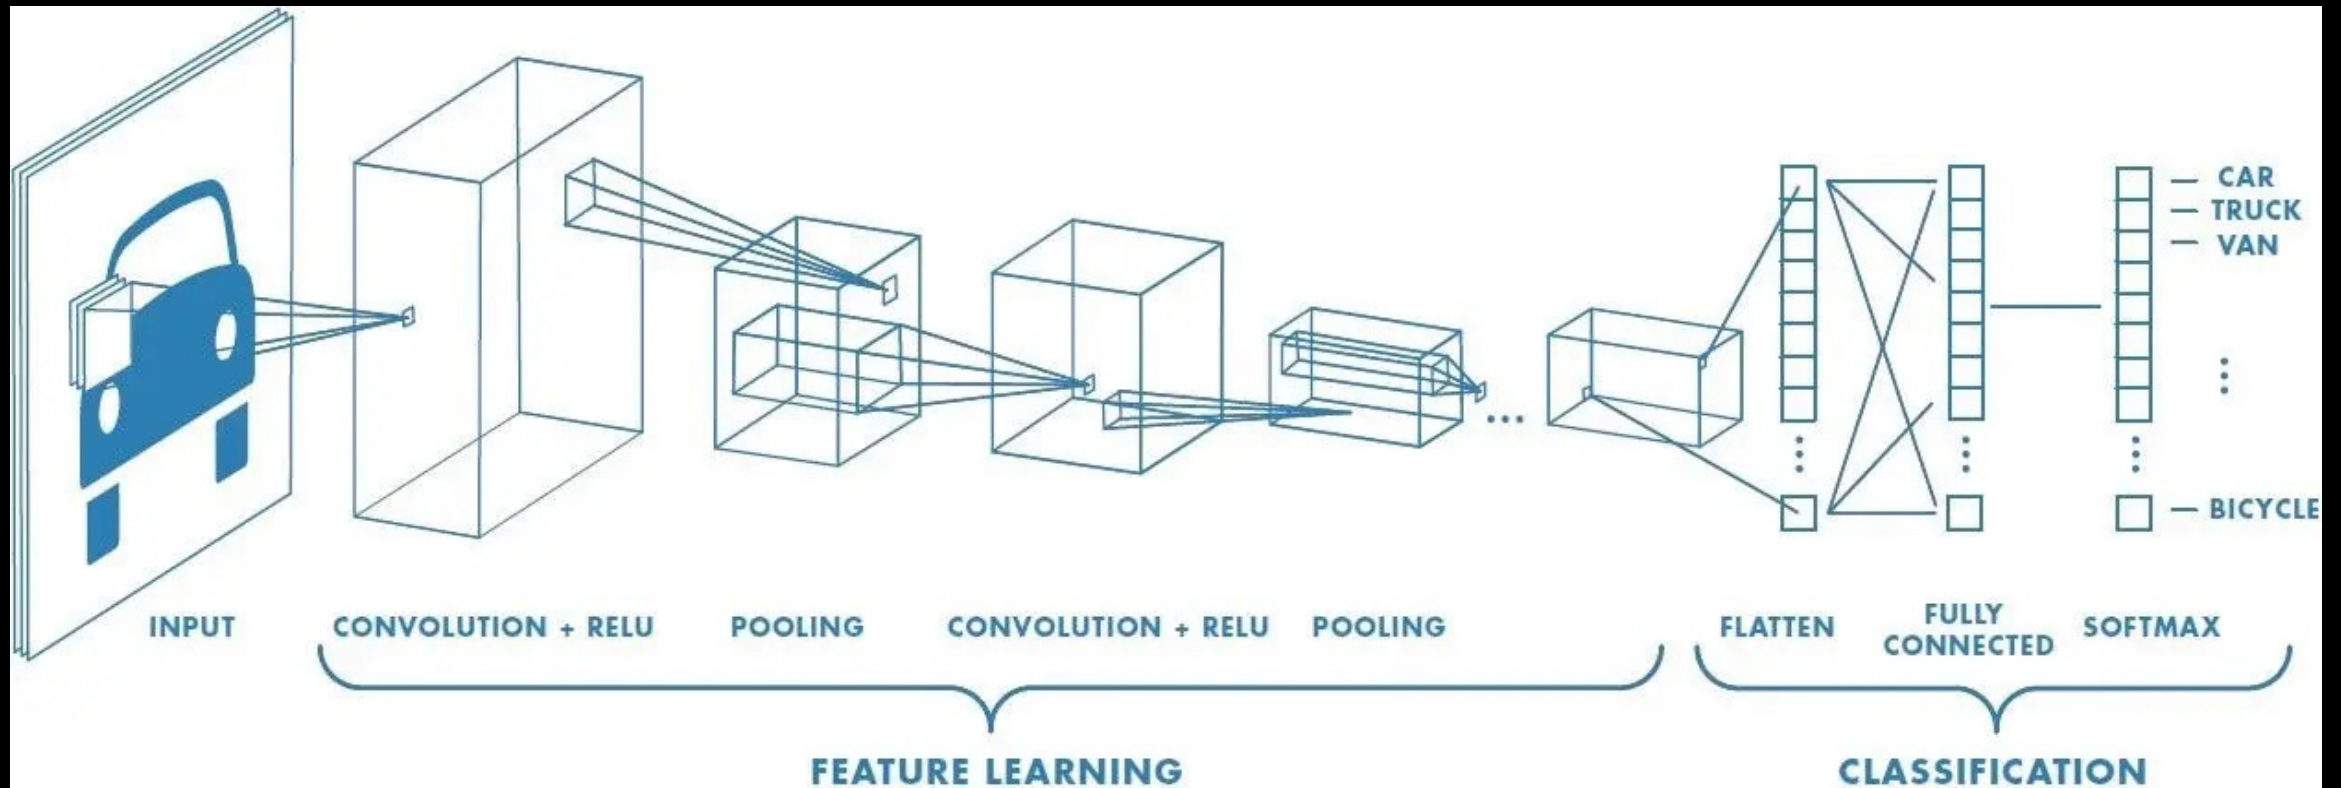 CAR
TRUCK
VAN
BICYCLE
INPUT
CONVOLUTION + RELU
POOLING
CONVOLUTION + RELU
POOLING
FLATTEN
FULLY
CONNECTED
SOFTMAX
FEATURE LEARNING
CLASSIFICATION